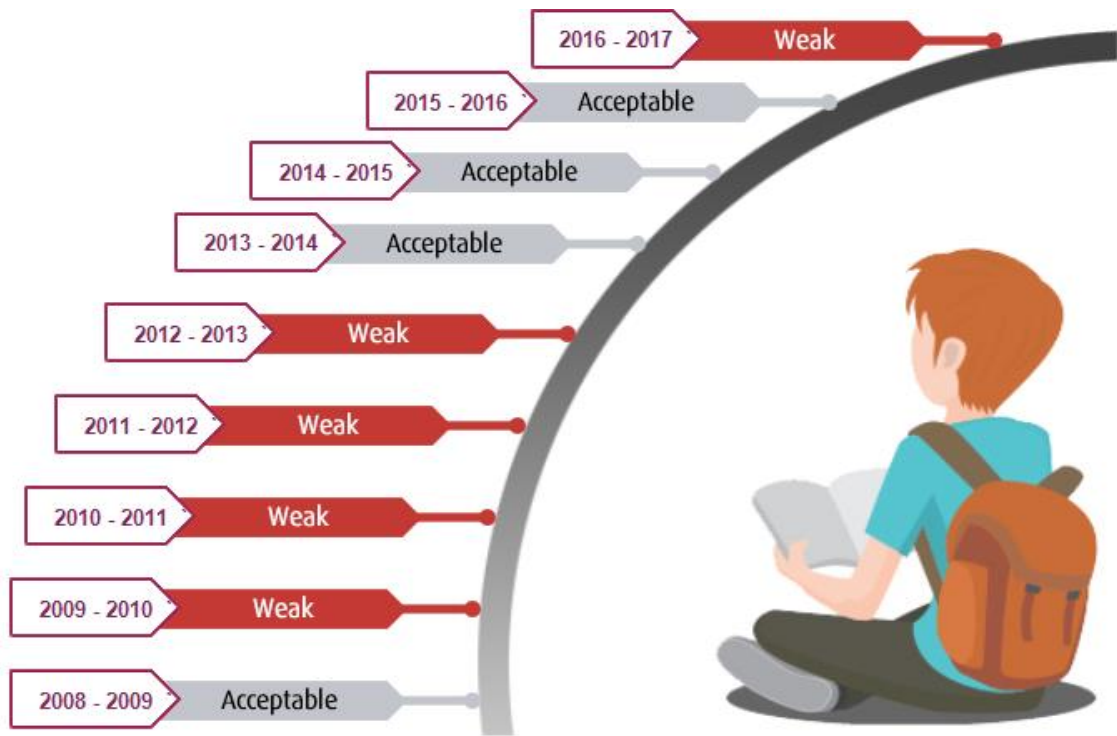 2016 - 2017 Weak
2015 - 2016 Acceptable
2014 - 2015 Acceptable
2013 - 2014 Acceptable
2012 - 2013 Weak
2011 - 2012 Weak
2010 - 2011 Weak
2009 - 2010 Weak
2008 - 2009 Acceptable